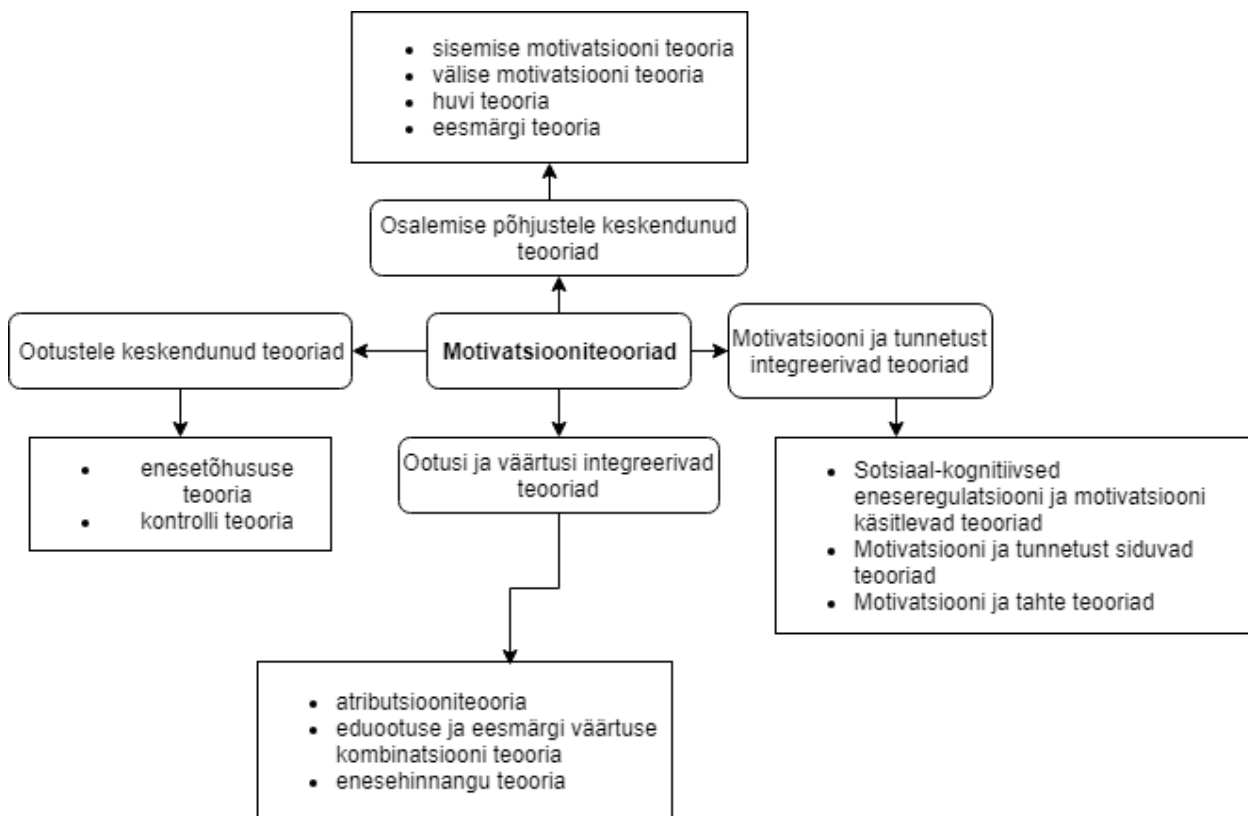 • sisemise motivatsiooni teooria
• välise motivatsiooni teooria
• huvi teooria
• eesmärgi teooria
Osalemise põhjustele keskendunud
teooriad
Ootustele keskendunud teooriad
Motivatsiooniteooriad
Motivatsiooni ja tunnetust
integreerivad teooriad
• enesetõhususe
teooria
• kontrolli teooria
Ootusi ja väärtusi integreerivad
teooriad
• Sotsiaal-kognitiivsed
eneseregulatsiooni ja motivatsiooni
käsitlevad teooriad
• Motivatsiooni ja tunnetust siduvad
teooriad
• Motivatsiooni ja tahte teooriad
• atributsiooniteooria
• eduootuse ja eesmärgi väärtuse
kombinatsiooni teooria
• enesehinnangu teooria